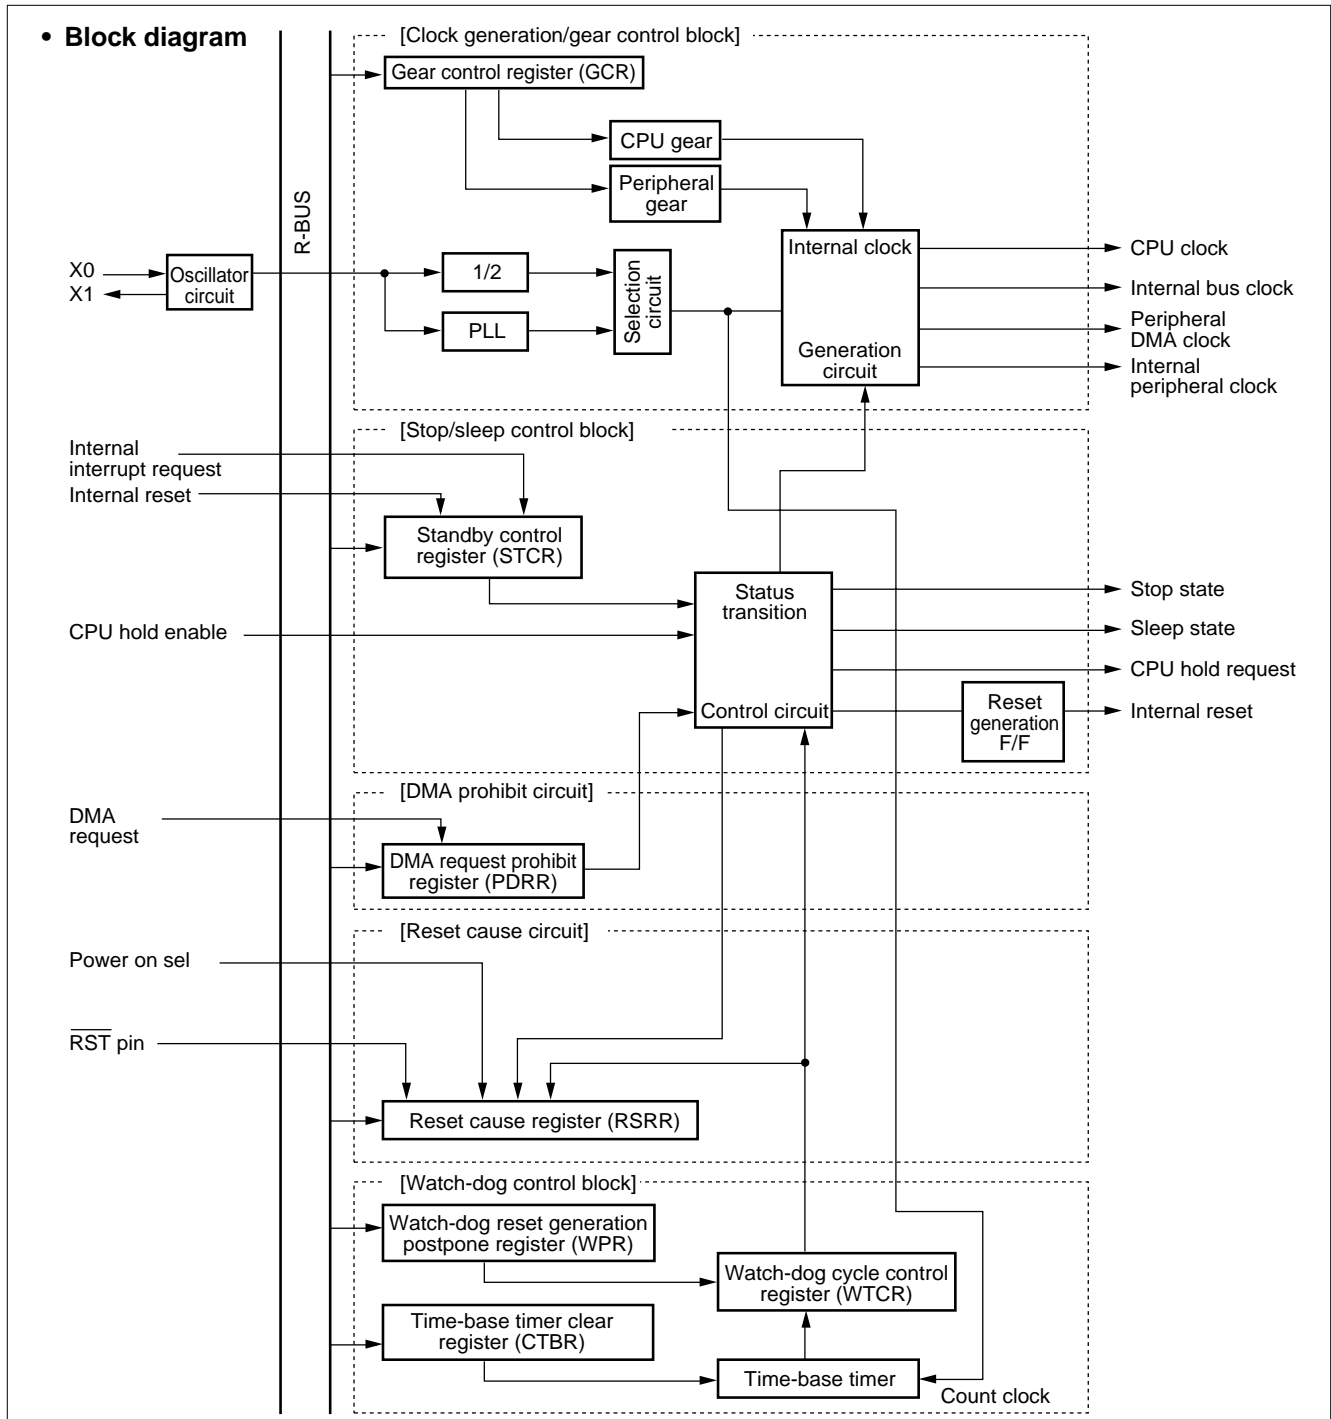 • Block diagram
[Clock generation/gear control block]
Gear control register (GCR)
CPU gear
Peripheral
gear
R-BUS
X0
X1
Oscillator
circuit
1/2
PLL
Selection
circuit
Internal clock
Generation
circuit
CPU clock
Internal bus clock
Peripheral
DMA clock
Internal
peripheral clock
[Stop/sleep control block]
Internal
interrupt request
Internal reset
Standby control
register (STCR)
CPU hold enable
Status
transition
Control circuit
Stop state
Sleep state
CPU hold request
Reset
generation
F/F
Internal reset
[DMA prohibit circuit]
DMA
request
DMA request prohibit
register (PDRR)
[Reset cause circuit]
Power on sel
RST pin
Reset cause register (RSRR)
[Watch-dog control block]
Watch-dog reset generation
postpone register (WPR)
Watch-dog cycle control
register (WTCR)
Time-base timer clear
register (CTBR)
Time-base timer
Count clock